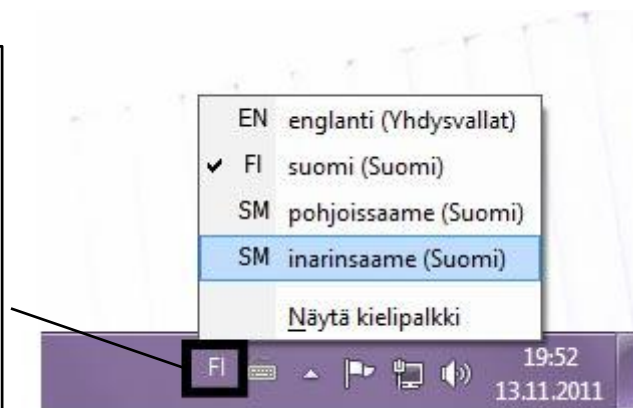 EN englanti (Yhdysvallat)
FI suomi (Suomi)
SM pohjoissaame (Suomi)
SM inarinsaame (Suomi)
Näytä kielipalkki
FI
19:52
13.11.2011